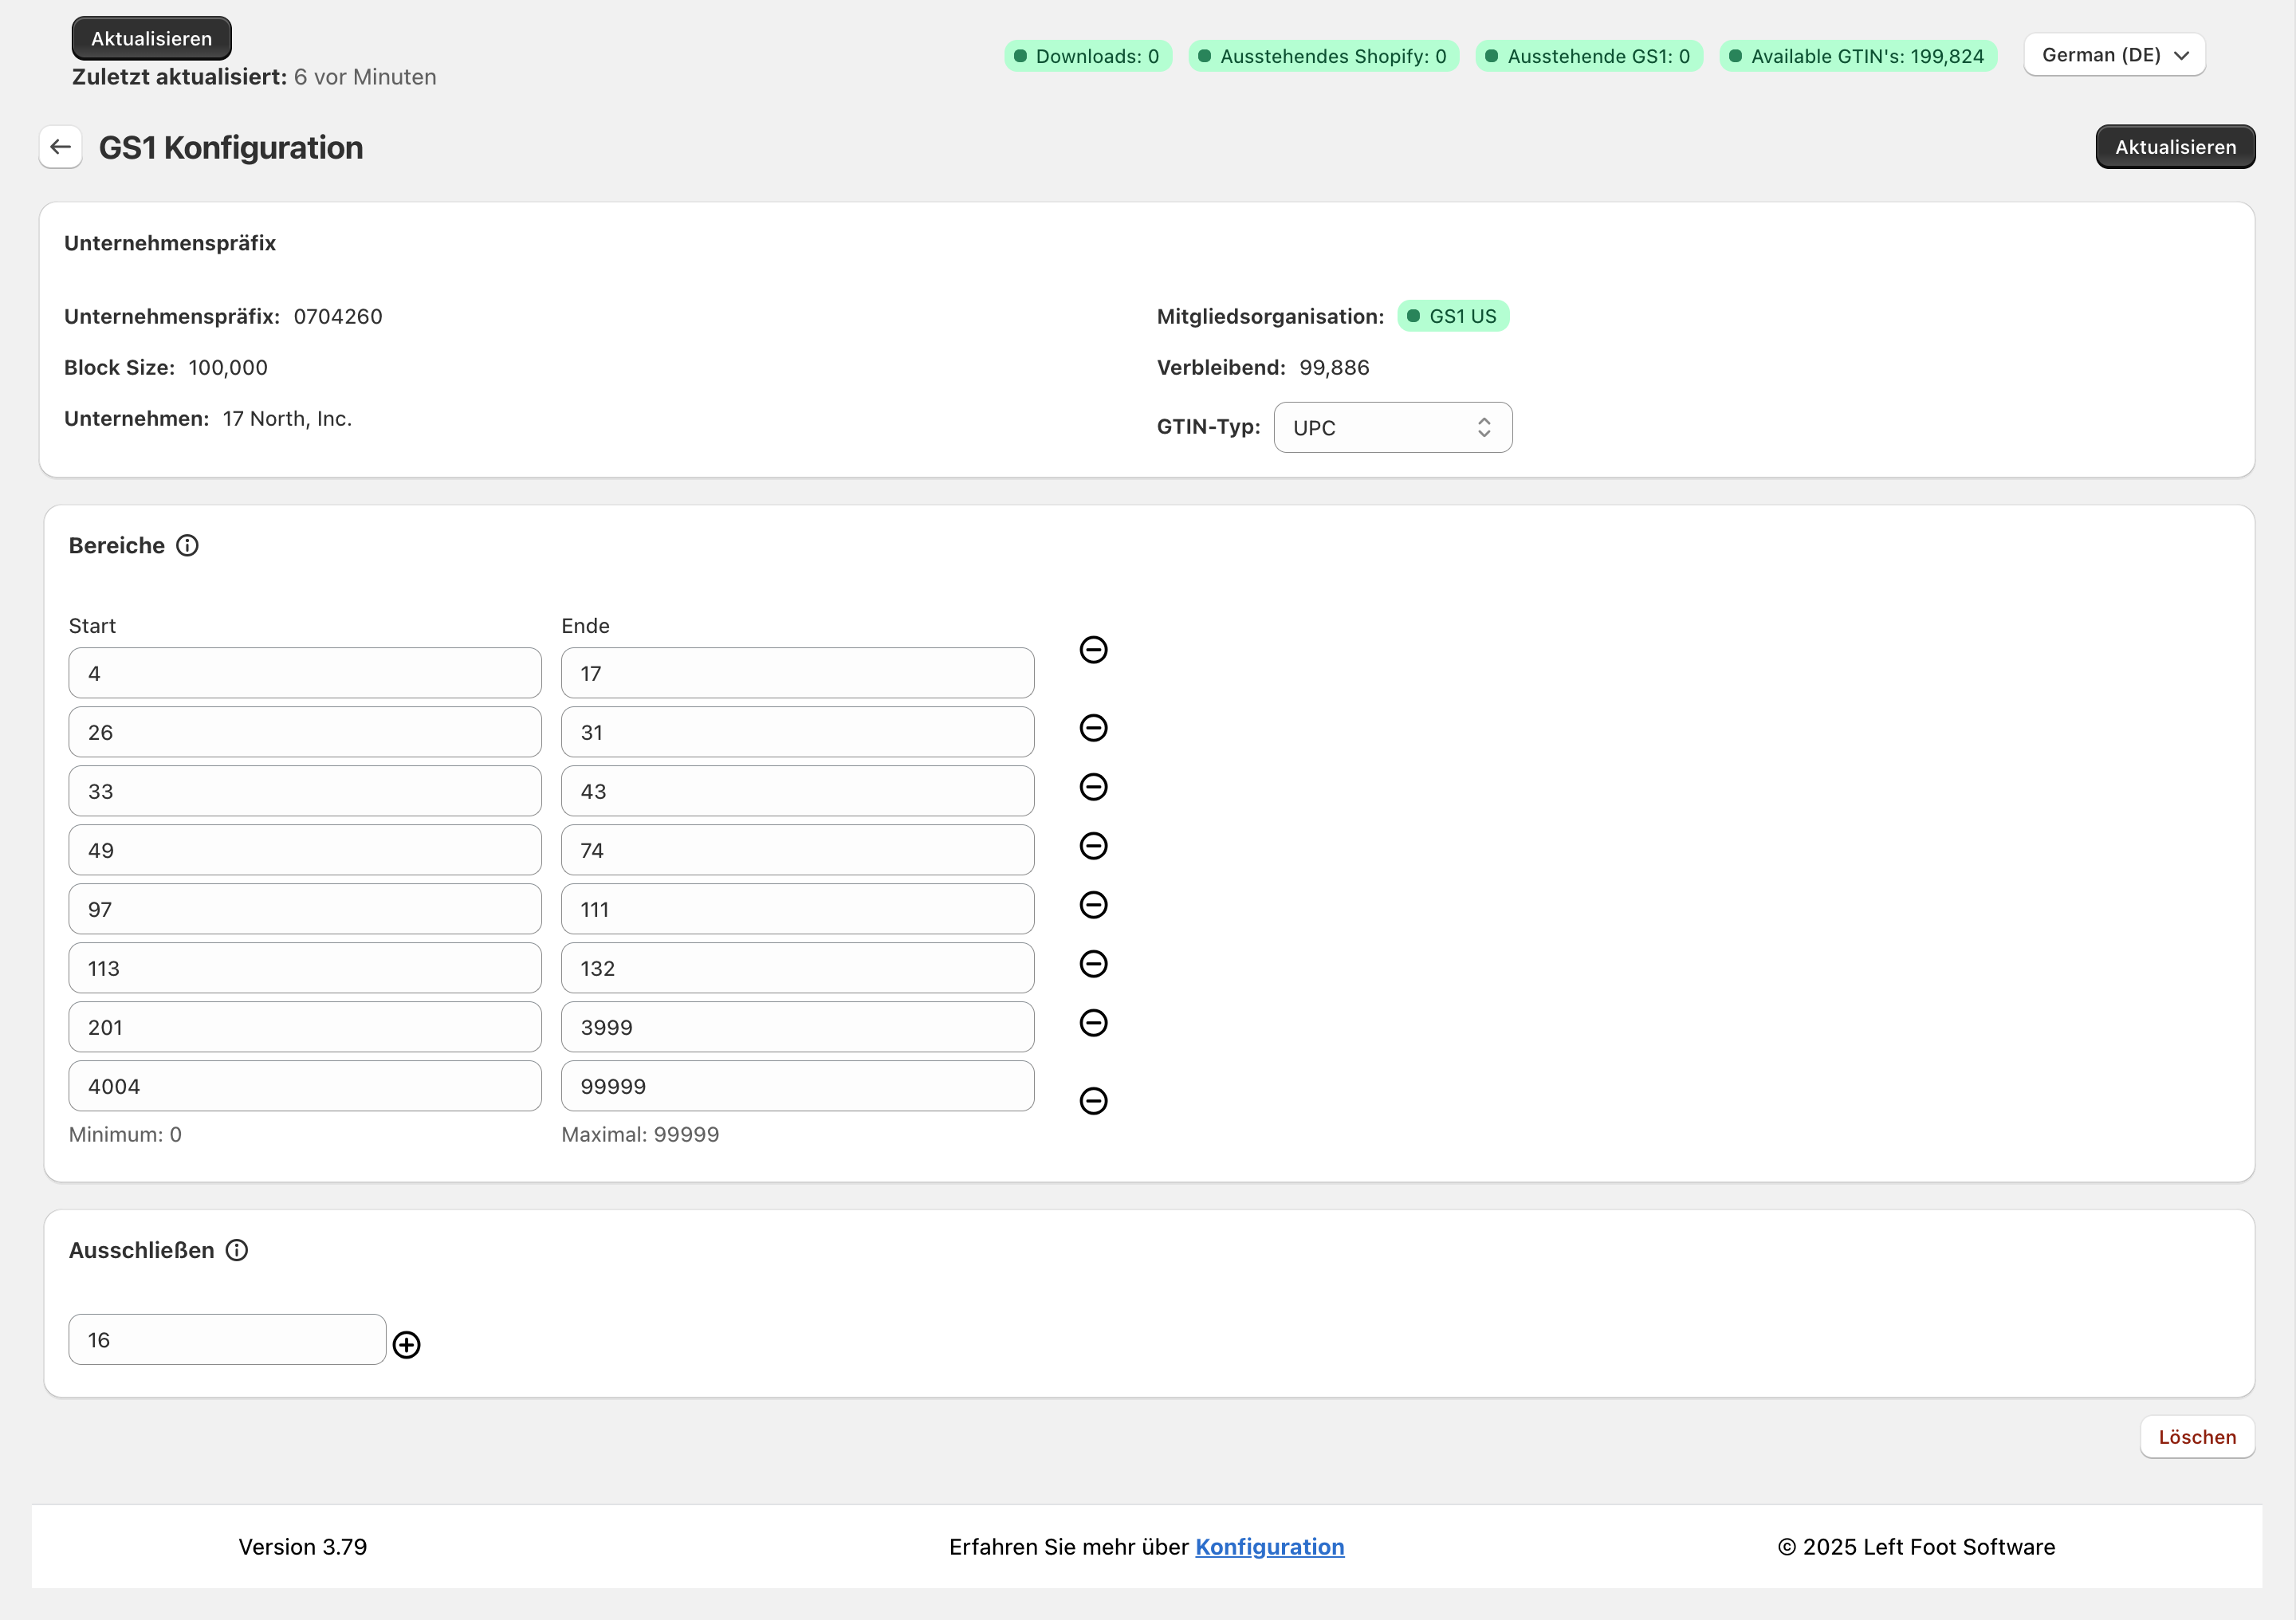 Aktualisieren
Zuletzt aktualisiert: 6 vor Minuten
Downloads: 0
Ausstehendes Shopify: 0
Ausstehende GS1: 0
Available GTIN's: 199,824
German (DE)
GS1 Konfiguration
Aktualisieren
Unternehmenspräfix
Unternehmenspräfix: 0704260
Mitgliedsorganisation: GS1 US
Block Size: 100,000
Verbleibend: 99,886
Unternehmen: 17 North, Inc.
GTIN-Typ: UPC
Bereiche
Start Ende
4 17
26 31
33 43
49 74
97 111
113 132
201 3999
4004 99999
Minimum: 0 Maximal: 99999
Ausschließen
16
Löschen
Version 3.79
Erfahren Sie mehr über Konfiguration
© 2025 Left Foot Software